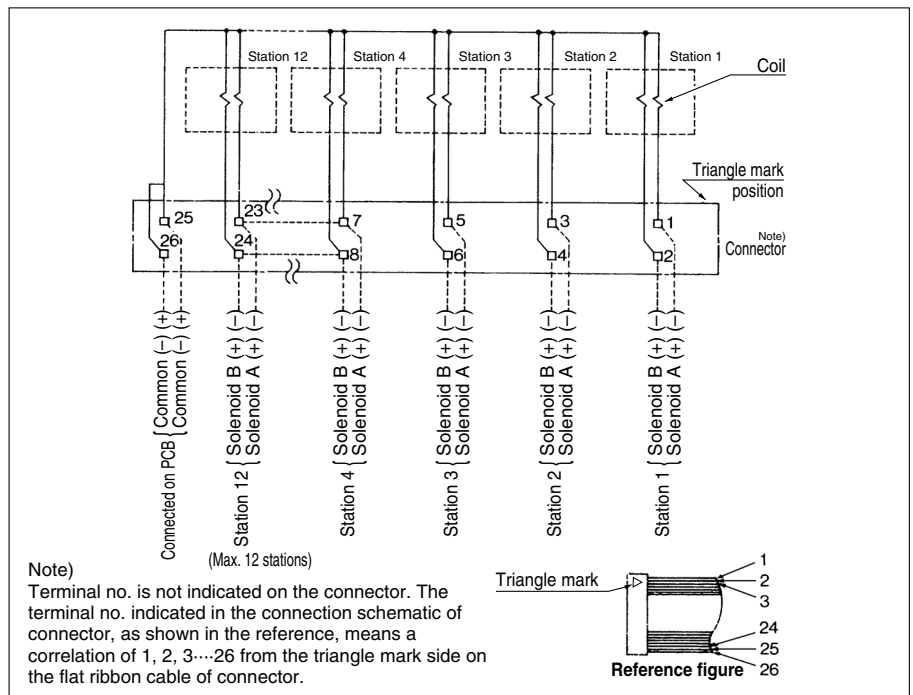 Station 12
Station 4
Station 3
Station 2
Station 1
Coil
Triangle mark
position
25
23
7
5
3
1
26
24
8
6
4
2
Note)
Connector
Connected on PCB { Common (−) (+)
Common (−) (+)
Station 12 { Solenoid B (+) (−)
Solenoid A (+) (−)
Station 4 { Solenoid B (+) (−)
Solenoid A (+) (−)
Station 3 { Solenoid B (+) (−)
Solenoid A (+) (−)
Station 2 { Solenoid B (+) (−)
Solenoid A (+) (−)
Station 1 { Solenoid B (+) (−)
Solenoid A (+) (−)
(Max. 12 stations)
Note)
Terminal no. is not indicated on the connector. The
terminal no. indicated in the connection schematic of
connector, as shown in the reference, means a
correlation of 1, 2, 3····26 from the triangle mark side on
the flat ribbon cable of connector.
Triangle mark
1
2
3
24
25
26
Reference figure